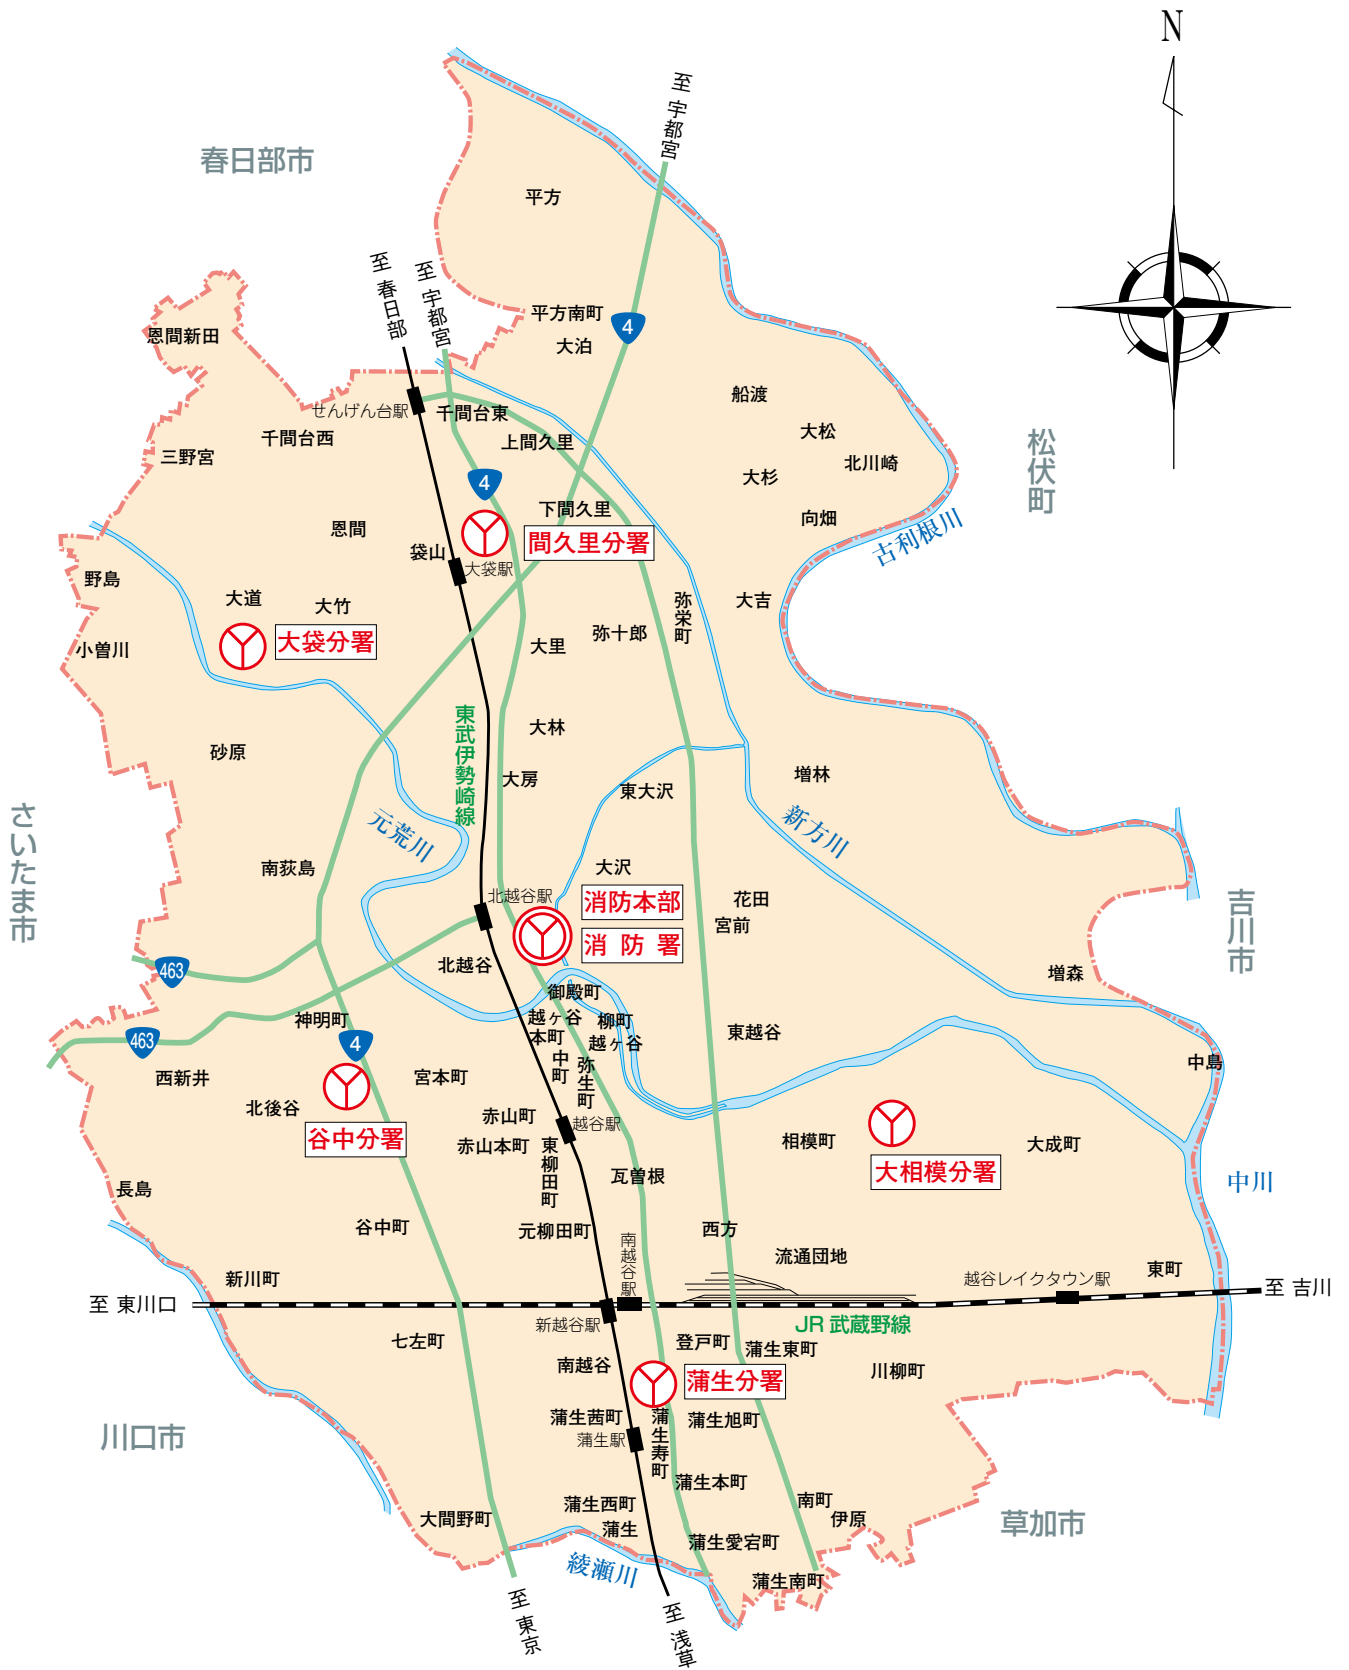 N
至 宇都宮
春日部市
平方
至 春日部
至 宇都宮
平方南町
4
大泊
恩間新田
船渡
せんげん台駅
千間台東
千間台西
上間久里
大松
三野宮
北川崎
松伏町
大杉
4
下間久里
向畑
恩間
間久里分署
古利根川
袋山
大袋駅
野島
大道
大竹
弥栄町
大吉
大袋分署
弥十郎
小曽川
大里
東武伊勢崎線
大林
砂原
大房
増林
東大沢
さいたま市
元荒川
新方川
南荻島
大沢
北越谷駅
消防本部
花田
宮前
吉川市
消防署
北越谷
463
増森
御殿町
神明町
越ヶ谷
本町
柳町
越ヶ谷
東越谷
463
4
中町
弥生町
中島
西新井
宮本町
北後谷
赤山町
越谷駅
谷中分署
赤山本町
東柳田町
相模町
大成町
大相模分署
瓦曽根
中川
長島
谷中町
元柳田町
西方
南越谷駅
流通団地
新川町
越谷レイクタウン駅
東町
至 吉川
至 東川口
新越谷駅
JR 武蔵野線
七左町
登戸町
蒲生東町
南越谷
川柳町
蒲生分署
川口市
蒲生茜町
蒲生寿町
蒲生旭町
蒲生駅
蒲生本町
大間野町
蒲生西町
南町
伊原
草加市
蒲生
蒲生愛宕町
綾瀬川
蒲生南町
至 東京
至 浅草